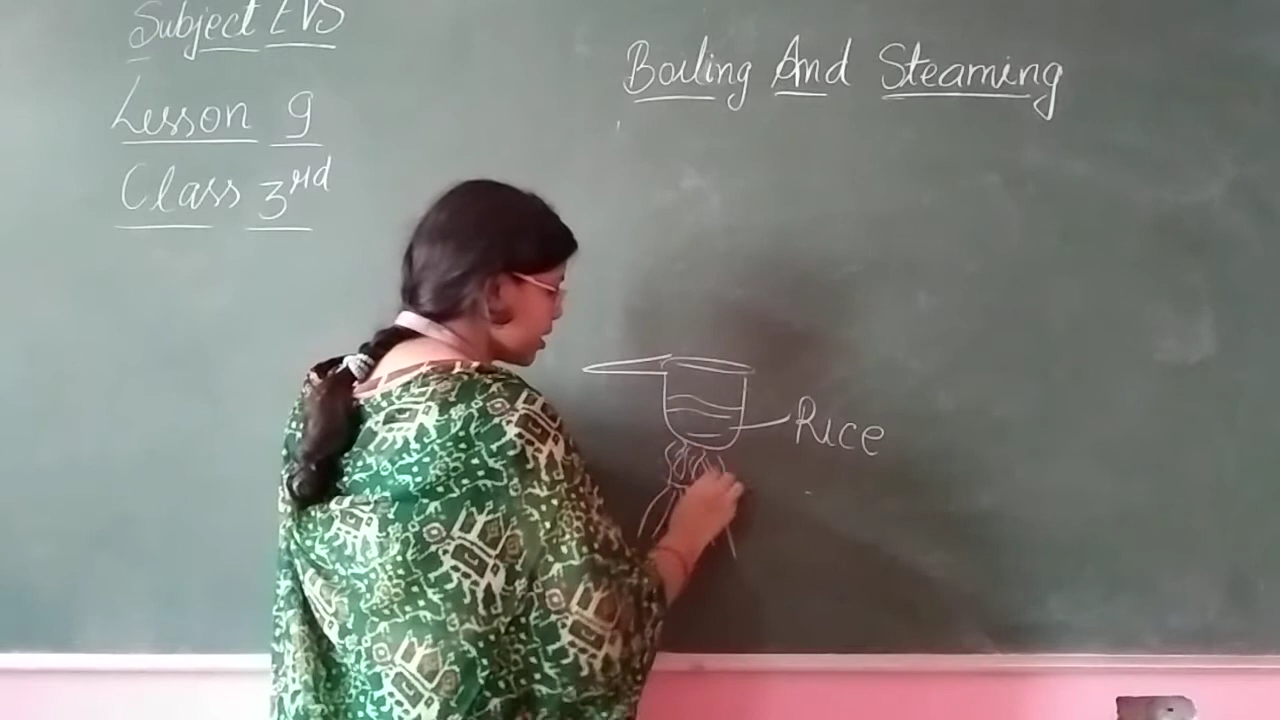 Subject EVS
Lesson 9
Class 3rd
Boiling And Steaming
Rice